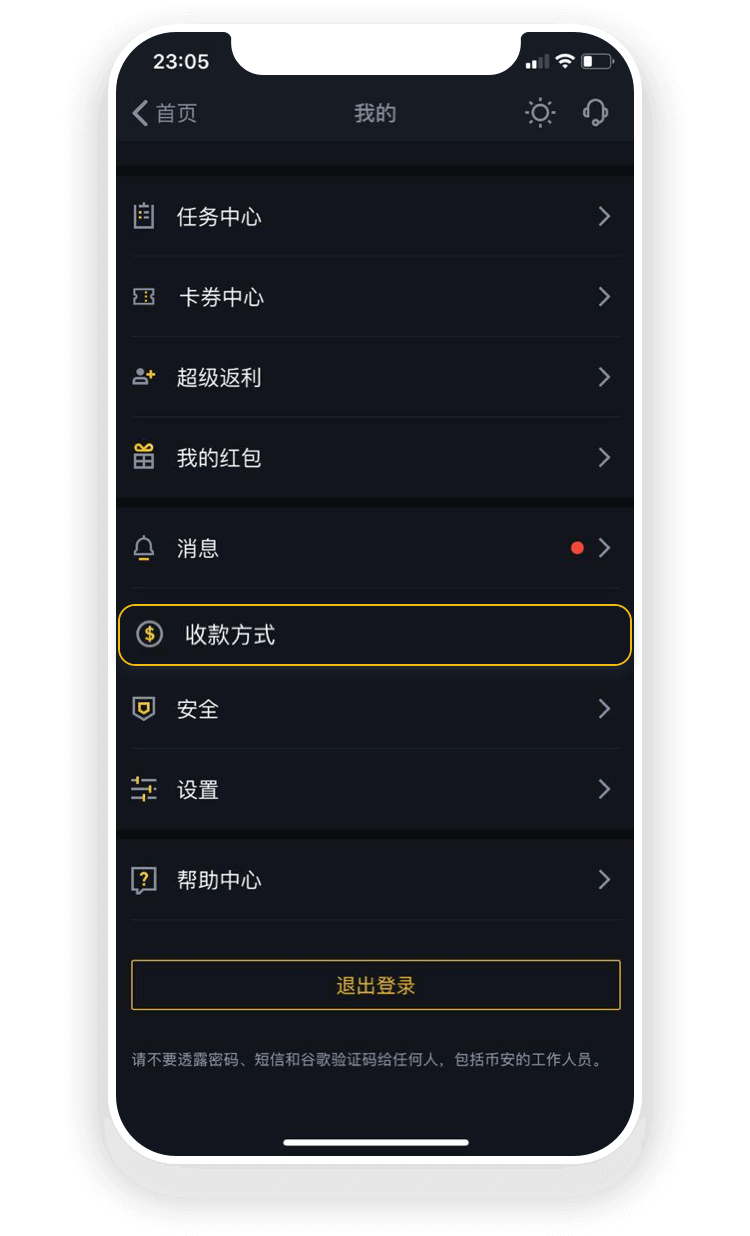 23:05
首页
我的
任务中心
卡券中心
超级返利
我的红包
消息
收款方式
安全
设置
帮助中心
退出登录
请不要透露密码、短信和谷歌验证码给任何人，包括币安的工作人员。